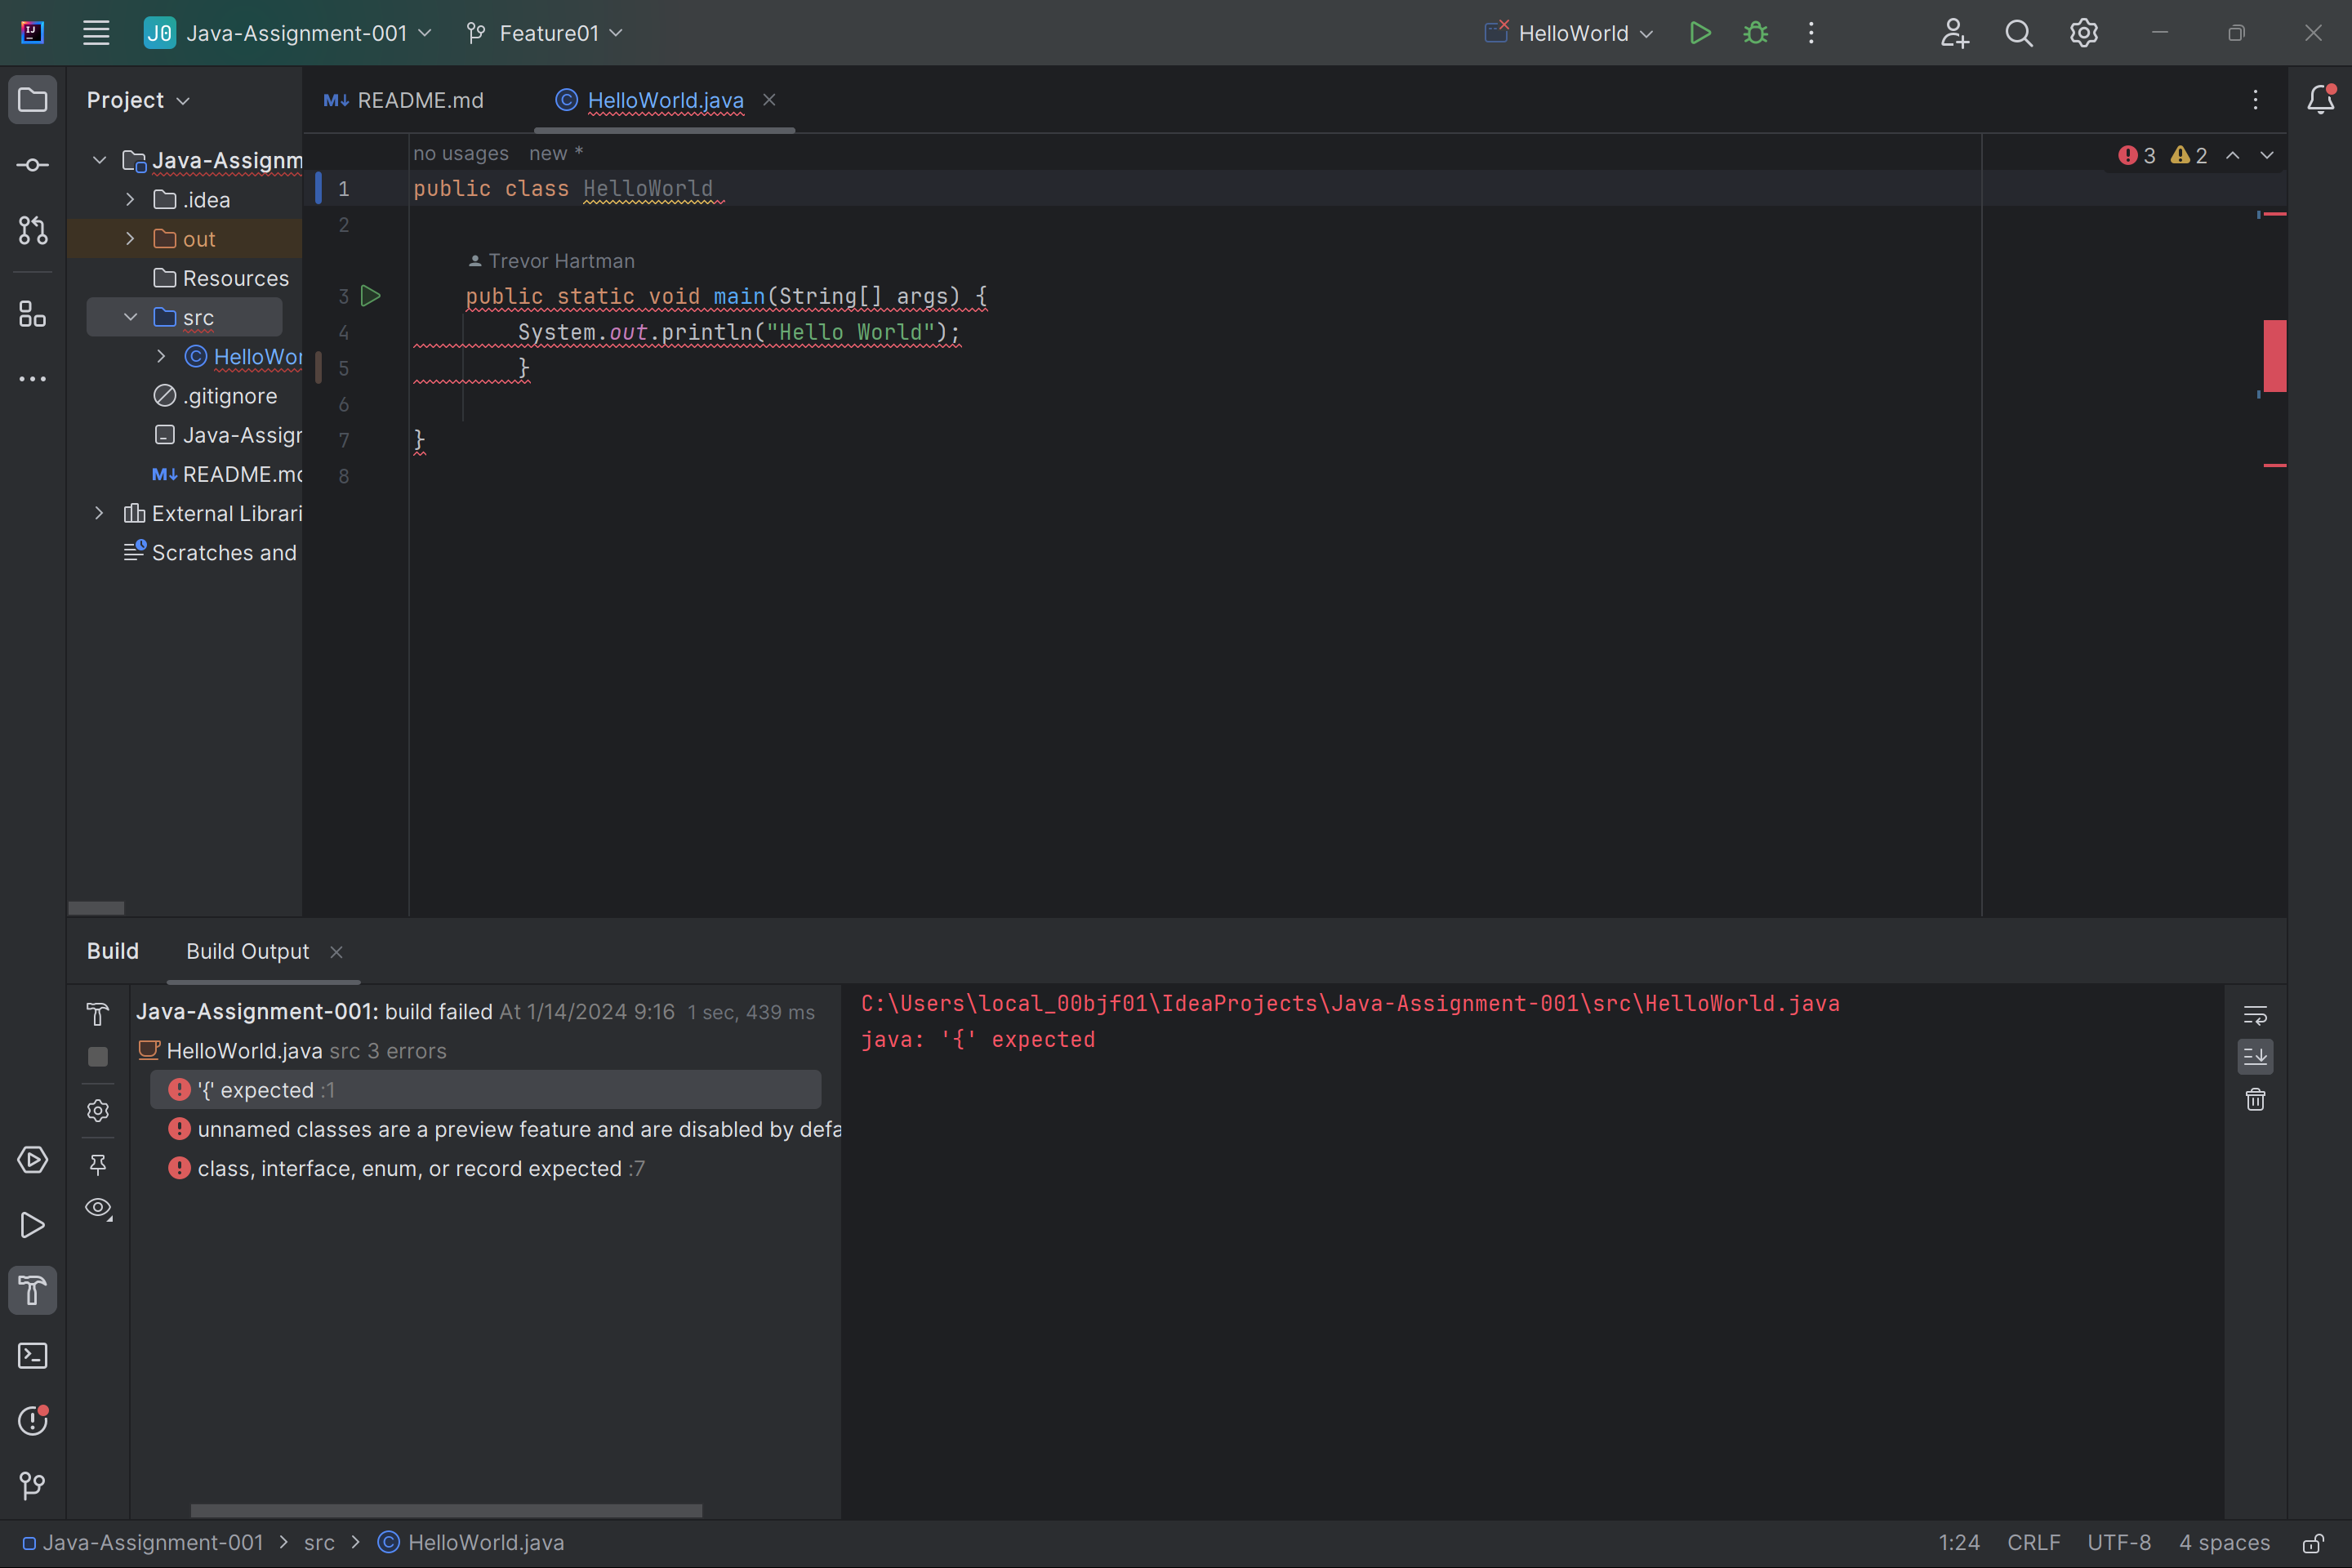 J0 Java-Assignment-001 Feature01 HelloWorld
Project
README.md HelloWorld.java
Java-Assignm
.idea
out
Resources
src
HelloWor
.gitignore
Java-Assigr
README.mc
External Librari
Scratches and
no usages new *
3 2
1 public class HelloWorld
2
Trevor Hartman
3 public static void main(String[] args) {
4 System.out.println("Hello World");
5 }
6
7 }
8
Build Build Output
Java-Assignment-001: build failed At 1/14/2024 9:16 1 sec, 439 ms
HelloWorld.java src 3 errors
'{' expected :1
unnamed classes are a preview feature and are disabled by defa
class, interface, enum, or record expected :7
C:\Users\local_00bjf01\IdeaProjects\Java-Assignment-001\src\HelloWorld.java
java: '{' expected
Java-Assignment-001 > src > HelloWorld.java 1:24 CRLF UTF-8 4 spaces